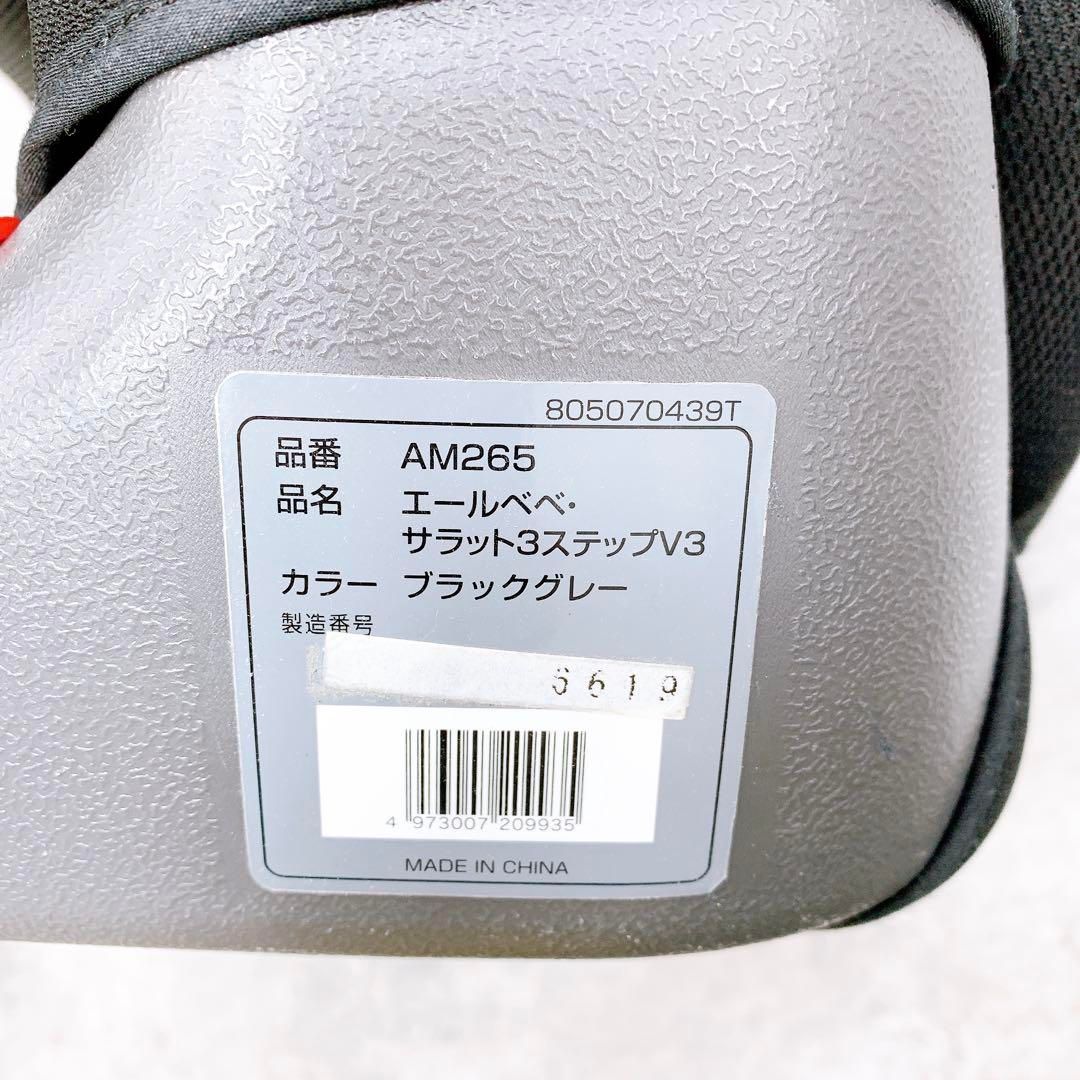 805070439T
品番 AM265
品名 エールベベ・
サラット3ステップV3
カラー ブラックグレー
製造番号
6619
4 973007 209935
MADE IN CHINA